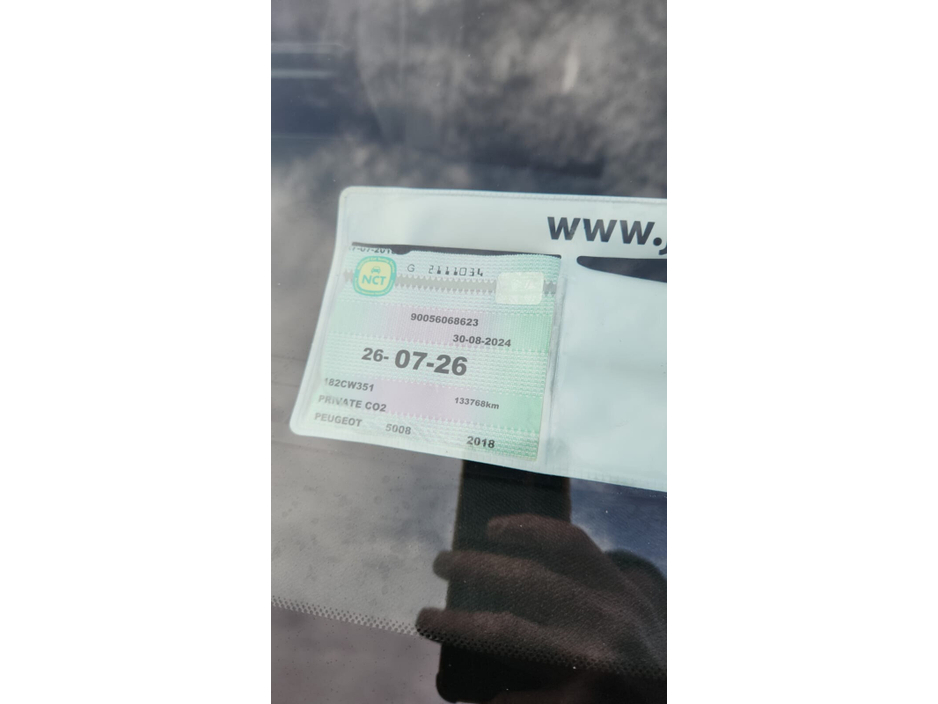 www.
G 2111034
NCT
90056068623
30-08-2024
26- 07-26
182CW351
133768km
PRIVATE CO2
PEUGEOT 5008 2018